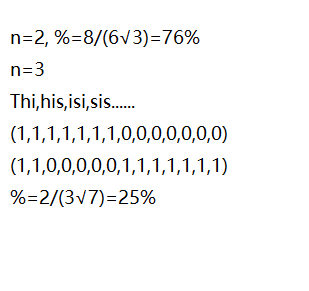 n=2, %=8/(6√3)=76%
n=3
Thi,his,isi,sis......
(1,1,1,1,1,1,1,0,0,0,0,0,0,0)
(1,1,0,0,0,0,0,1,1,1,1,1,1,1)
%=2/(3√7)=25%